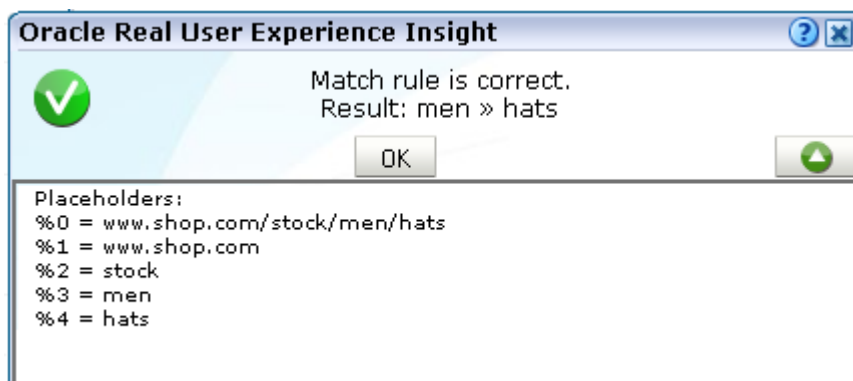 Oracle Real User Experience Insight
Match rule is correct.
Result: men » hats
OK
Placeholders:
%0 = www.shop.com/stock/men/hats
%1 = www.shop.com
%2 = stock
%3 = men
%4 = hats